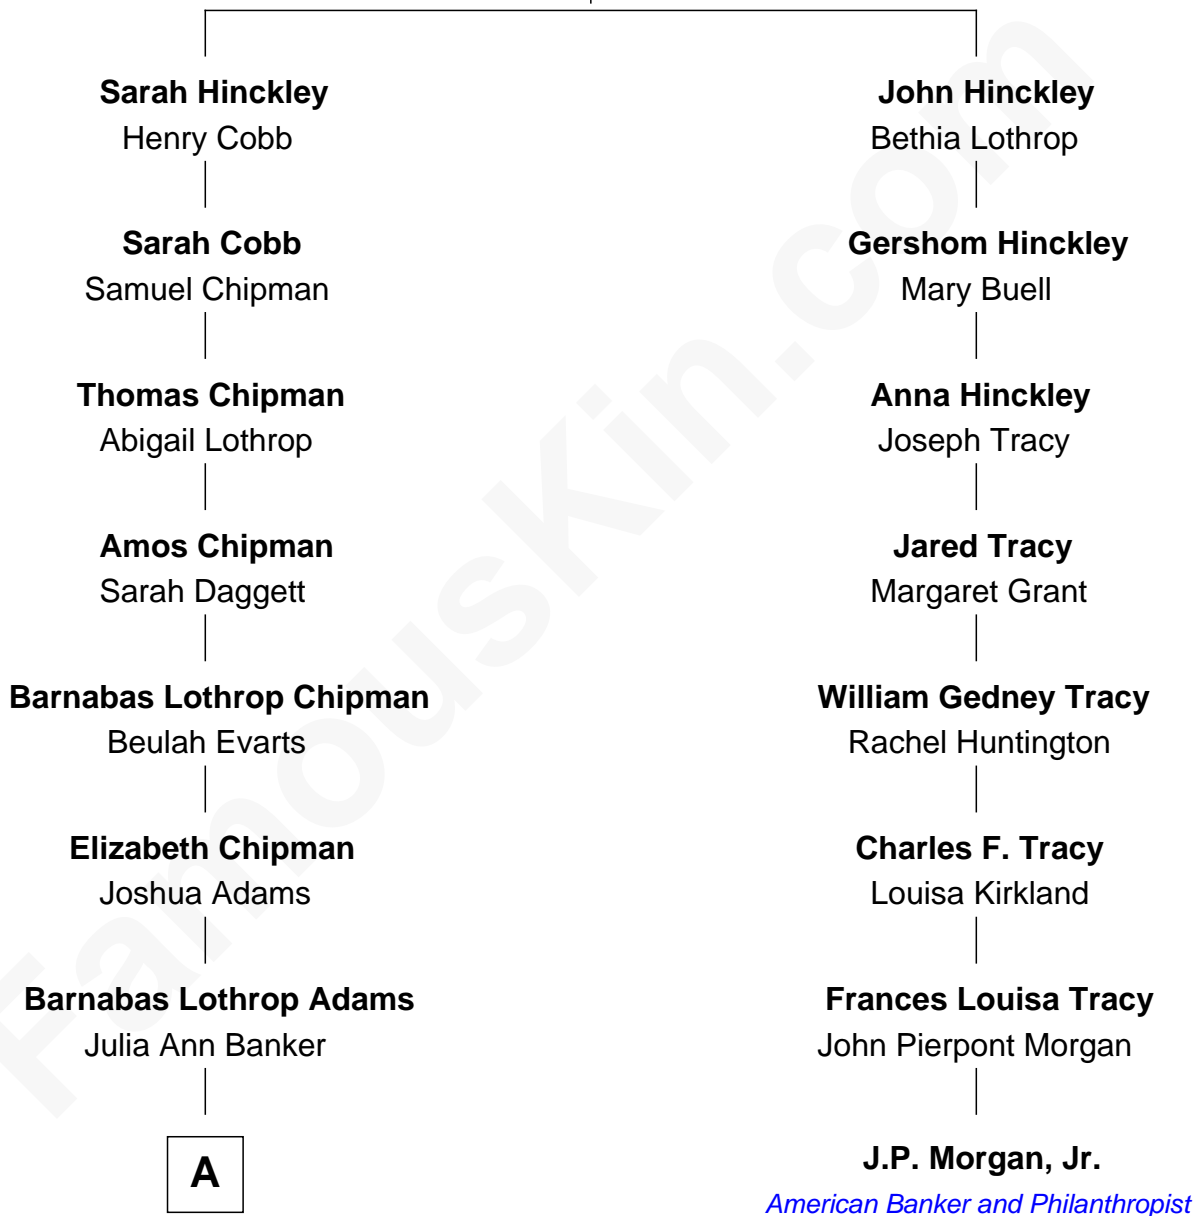 Sarah Hinckley
Henry Cobb
Sarah Cobb
Samuel Chipman
Thomas Chipman
Abigail Lothrop
Amos Chipman
Sarah Daggett
Barnabas Lothrop Chipman
Beulah Evarts
Elizabeth Chipman
Joshua Adams
Barnabas Lothrop Adams
Julia Ann Banker
A
John Hinckley
Bethia Lothrop
Gershom Hinckley
Mary Buell
Anna Hinckley
Joseph Tracy
Jared Tracy
Margaret Grant
William Gedney Tracy
Rachel Huntington
Charles F. Tracy
Louisa Kirkland
Frances Louisa Tracy
John Pierpont Morgan
J.P. Morgan, Jr.
American Banker and Philanthropist
FamousKin.com